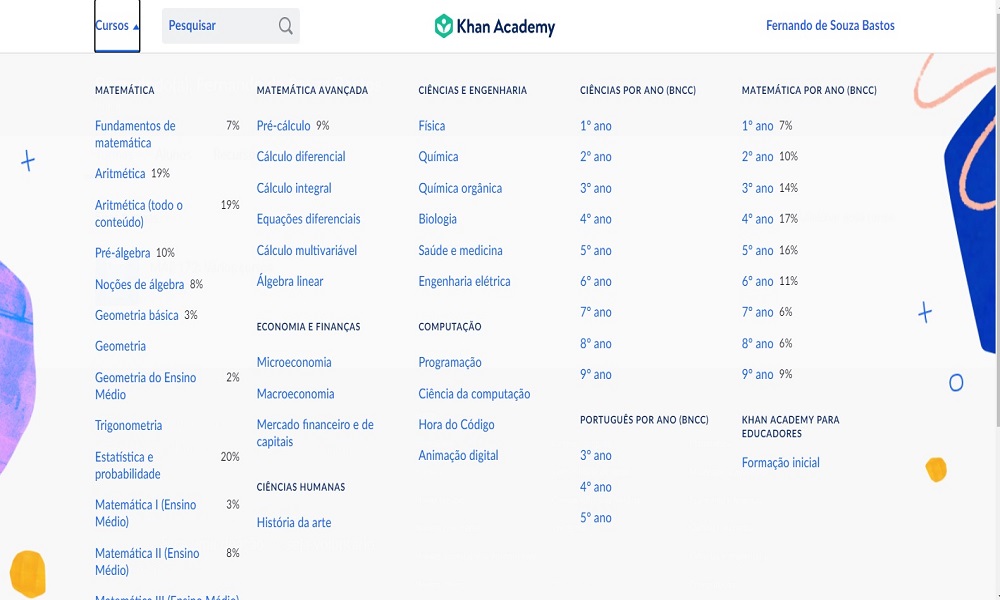 Cursos
Pesquisar
Khan Academy
Fernando de Souza Bastos
MATEMÁTICA
Fundamentos de 7%
matemática
Aritmética 19%
Aritmética (todo o 19%
conteúdo)
Pré-álgebra 10%
Noções de álgebra 8%
Geometria básica 3%
Geometria
Geometria do Ensino 2%
Médio
Trigonometria
Estatística e 20%
probabilidade
Matemática I (Ensino 3%
Médio)
Matemática II (Ensino 8%
Médio)
Matemática III (Ensino Médio)
MATEMÁTICA AVANÇADA
Pré-cálculo 9%
Cálculo diferencial
Cálculo integral
Equações diferenciais
Cálculo multivariável
Álgebra linear
ECONOMIA E FINANÇAS
Microeconomia
Macroeconomia
Mercado financeiro e de
capitais
CIÊNCIAS HUMANAS
História da arte
CIÊNCIAS E ENGENHARIA
Física
Química
Química orgânica
Biologia
Saúde e medicina
Engenharia elétrica
COMPUTAÇÃO
Programação
Ciência da computação
Hora do Código
Animação digital
CIÊNCIAS POR ANO (BNCC)
1º ano
2º ano
3º ano
4º ano
5º ano
6º ano
7º ano
8º ano
9º ano
PORTUGUÊS POR ANO (BNCC)
3º ano
4º ano
5º ano
MATEMÁTICA POR ANO (BNCC)
1º ano 7%
2º ano 10%
3º ano 14%
4º ano 17%
5º ano 16%
6º ano 11%
7º ano 6%
8º ano 6%
9º ano 9%
KHAN ACADEMY PARA
EDUCADORES
Formação inicial